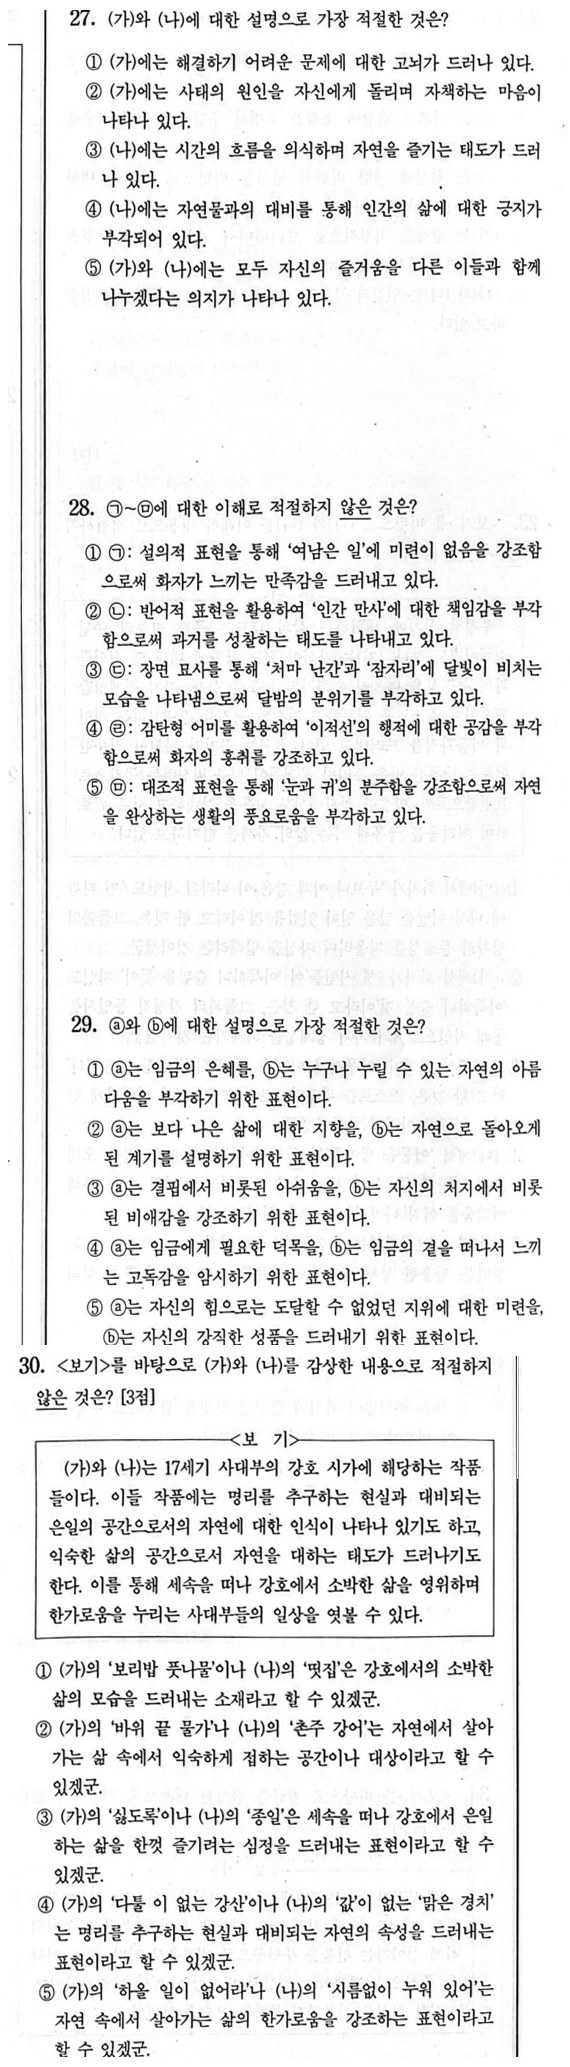 27. (가)와 (나)에 대한 설명으로 가장 적절한 것은?
① (가)에는 해결하기 어려운 문제에 대한 고뇌가 드러나 있다.
② (가)에는 사태의 원인을 자신에게 돌리며 자책하는 마음이
나타나 있다.
③ (나)에는 시간의 흐름을 의식하며 자연을 즐기는 태도가 드러
나 있다.
④ (나)에는 자연물과의 대비를 통해 인간의 삶에 대한 긍지가
부각되어 있다.
⑤ (가)와 (나)에는 모두 자신의 즐거움을 다른 이들과 함께
나누겠다는 의지가 나타나 있다.
28. ㉠~㉤에 대한 이해로 적절하지 않은 것은?
① ㉠: 설의적 표현을 통해 ‘여남은 일’에 미련이 없음을 강조함
으로써 화자가 느끼는 만족감을 드러내고 있다.
② ㉡: 반어적 표현을 활용하여 ‘인간 만사’에 대한 책임감을 부각
함으로써 과거를 성찰하는 태도를 나타내고 있다.
③ ㉢: 장면 묘사를 통해 ‘처마 난간’과 ‘잠자리’에 달빛이 비치는
모습을 나타냄으로써 달밤의 분위기를 부각하고 있다.
④ ㉣: 감탄형 어미를 활용하여 ‘이적선’의 행적에 대한 공감을 부각
함으로써 화자의 흥취를 강조하고 있다.
⑤ ㉤: 대조적 표현을 통해 ‘눈과 귀’의 분주함을 강조함으로써 자연
을 완상하는 생활의 풍요로움을 부각하고 있다.
29. ⓐ와 ⓑ에 대한 설명으로 가장 적절한 것은?
① ⓐ는 임금의 은혜를, ⓑ는 누구나 누릴 수 있는 자연의 아름
다움을 부각하기 위한 표현이다.
② ⓐ는 보다 나은 삶에 대한 지향을, ⓑ는 자연으로 돌아오게
된 계기를 설명하기 위한 표현이다.
③ ⓐ는 결핍에서 비롯된 아쉬움을, ⓑ는 자신의 처지에서 비롯
된 비애감을 강조하기 위한 표현이다.
④ ⓐ는 임금에게 필요한 덕목을, ⓑ는 임금의 곁을 떠나서 느끼
는 고독감을 암시하기 위한 표현이다.
⑤ ⓐ는 자신의 힘으로는 도달할 수 없었던 지위에 대한 미련을,
ⓑ는 자신의 강직한 성품을 드러내기 위한 표현이다.
30. <보기>를 바탕으로 (가)와 (나)를 감상한 내용으로 적절하지
않은 것은? [3점]
<보 기>
(가)와 (나)는 17세기 사대부의 강호 시가에 해당하는 작품
들이다. 이들 작품에는 명리를 추구하는 현실과 대비되는
은일의 공간으로서의 자연에 대한 인식이 나타나 있기도 하고,
익숙한 삶의 공간으로서 자연을 대하는 태도가 드러나기도
한다. 이를 통해 세속을 떠나 강호에서 소박한 삶을 영위하며
한가로움을 누리는 사대부들의 일상을 엿볼 수 있다.
① (가)의 ‘보리밥 풋나물’이나 (나)의 ‘띳집’은 강호에서의 소박한
삶의 모습을 드러내는 소재라고 할 수 있겠군.
② (가)의 ‘바위 끝 물가’나 (나)의 ‘촌주 강어’는 자연에서 살아
가는 삶 속에서 익숙하게 접하는 공간이나 대상이라고 할 수
있겠군.
③ (가)의 ‘싫도록’이나 (나)의 ‘종일’은 세속을 떠나 강호에서 은일
하는 삶을 한껏 즐기려는 심정을 드러내는 표현이라고 할 수
있겠군.
④ (가)의 ‘다툴 이 없는 강산’이나 (나)의 ‘값’이 없는 ‘맑은 경치’
는 명리를 추구하는 현실과 대비되는 자연의 속성을 드러내는
표현이라고 할 수 있겠군.
⑤ (가)의 ‘하올 일이 없어라’나 (나)의 ‘시름없이 누워 있어’는
자연 속에서 살아가는 삶의 한가로움을 강조하는 표현이라고
할 수 있겠군.